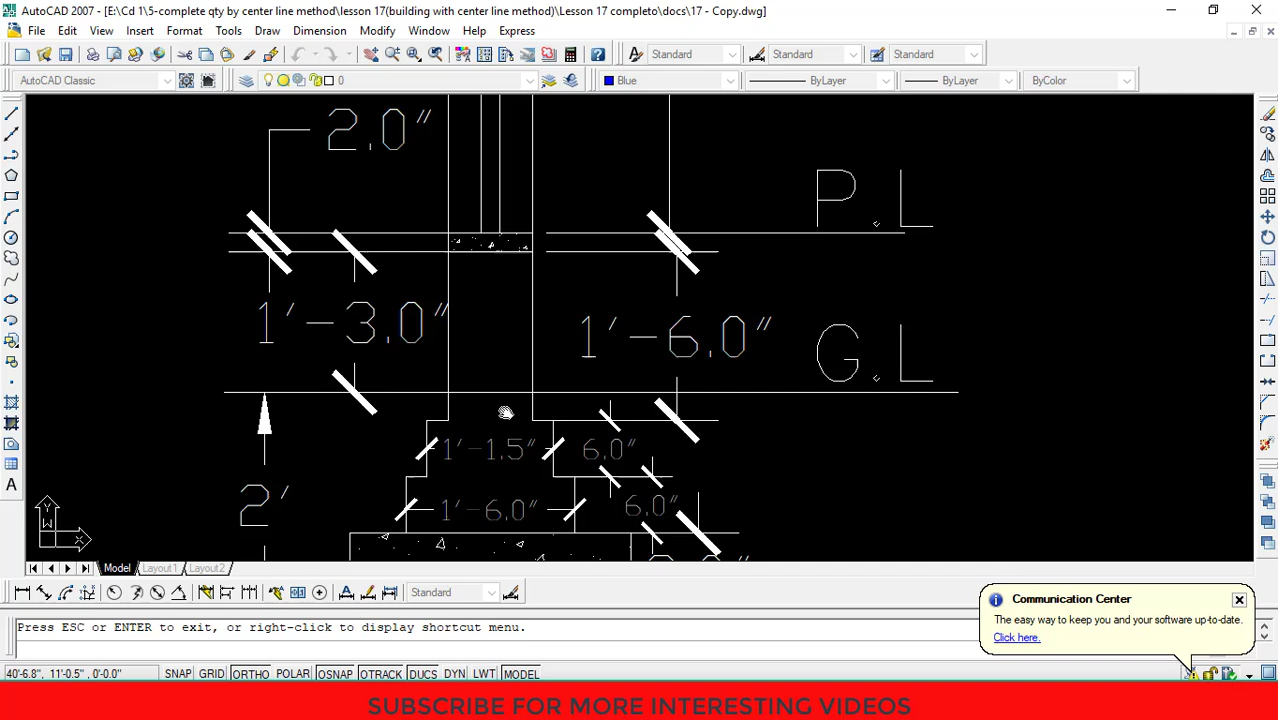 AutoCAD 2007 - [E:\Cd 1\5-complete qty by center line method\lesson 17(building with center line method)\Lesson 17 completo\docs\17 - Copy.dwg]
File Edit View Insert Format Tools Draw Dimension Modify Window Help Express
Standard Standard Standard
AutoCAD Classic 0 Blue ByLayer ByLayer ByColor
2.0"
P.L
1'-3.0" 1'-6.0" G.L
1'-1.5" 6.0"
2' 1'-6.0" 6.0"
W
X
Model Layout1 Layout2
Standard
Communication Center
The easy way to keep you and your software up-to-date.
Click here.
Press ESC or ENTER to exit, or right-click to display shortcut menu.
40'-6.8", 11'-0.5", 0'-0.0" SNAP GRID ORTHO POLAR OSNAP OTRACK DUCS DYN LWT MODEL
SUBSCRIBE FOR MORE INTERESTING VIDEOS